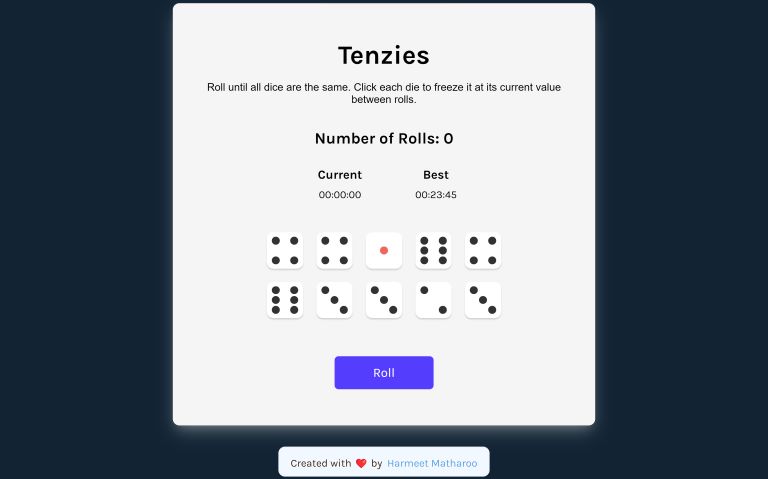 Tenzies
Roll until all dice are the same. Click each die to freeze it at its current value
between rolls.
Number of Rolls: 0
Current Best
00:00:00 00:23:45
Roll
Created with ❤️ by Harmeet Matharoo